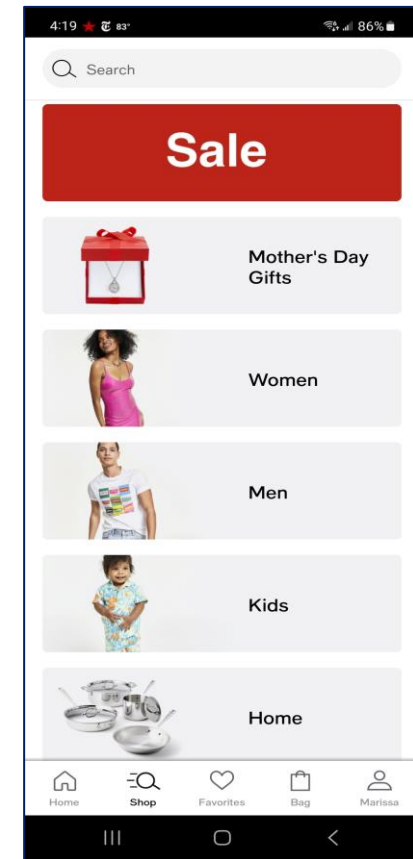 4:19 83° 86%
Search
Sale
Mother's Day
Gifts
Women
Men
Kids
Home
Home Shop Favorites Bag Marissa